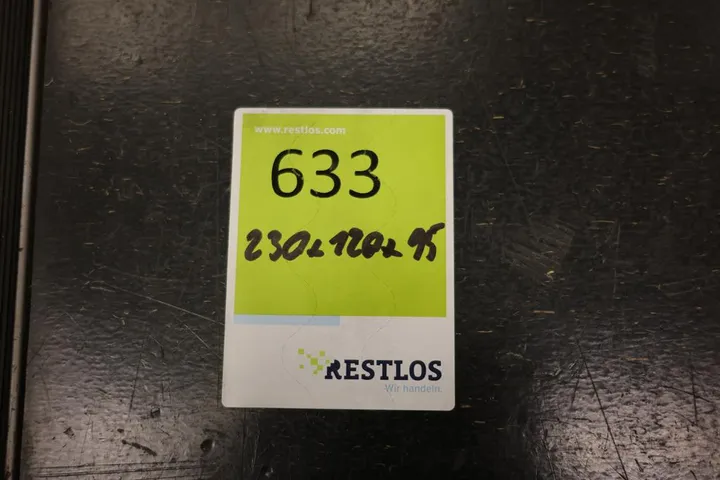 www.restlos.com
633
230x120x95
RESTLOS
Wir handeln.